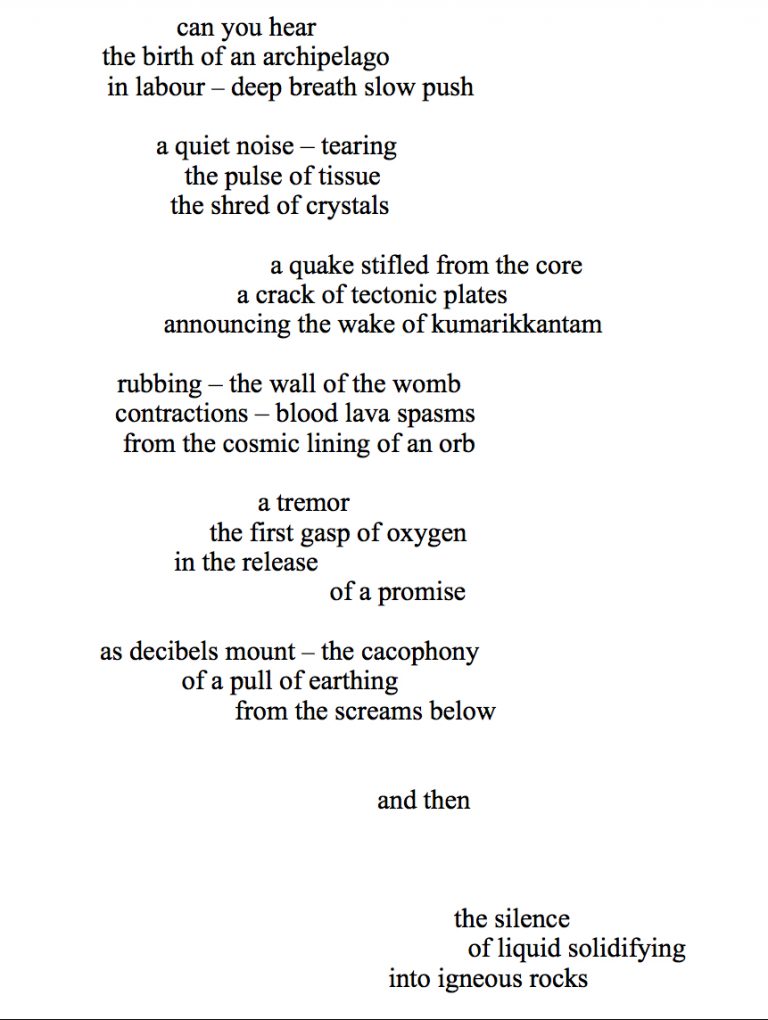 can you hear
the birth of an archipelago
in labour – deep breath slow push
a quiet noise – tearing
the pulse of tissue
the shred of crystals
a quake stifled from the core
a crack of tectonic plates
announcing the wake of kumarikkantam
rubbing – the wall of the womb
contractions – blood lava spasms
from the cosmic lining of an orb
a tremor
the first gasp of oxygen
in the release
of a promise
as decibels mount – the cacophony
of a pull of earthing
from the screams below
and then
the silence
of liquid solidifying
into igneous rocks